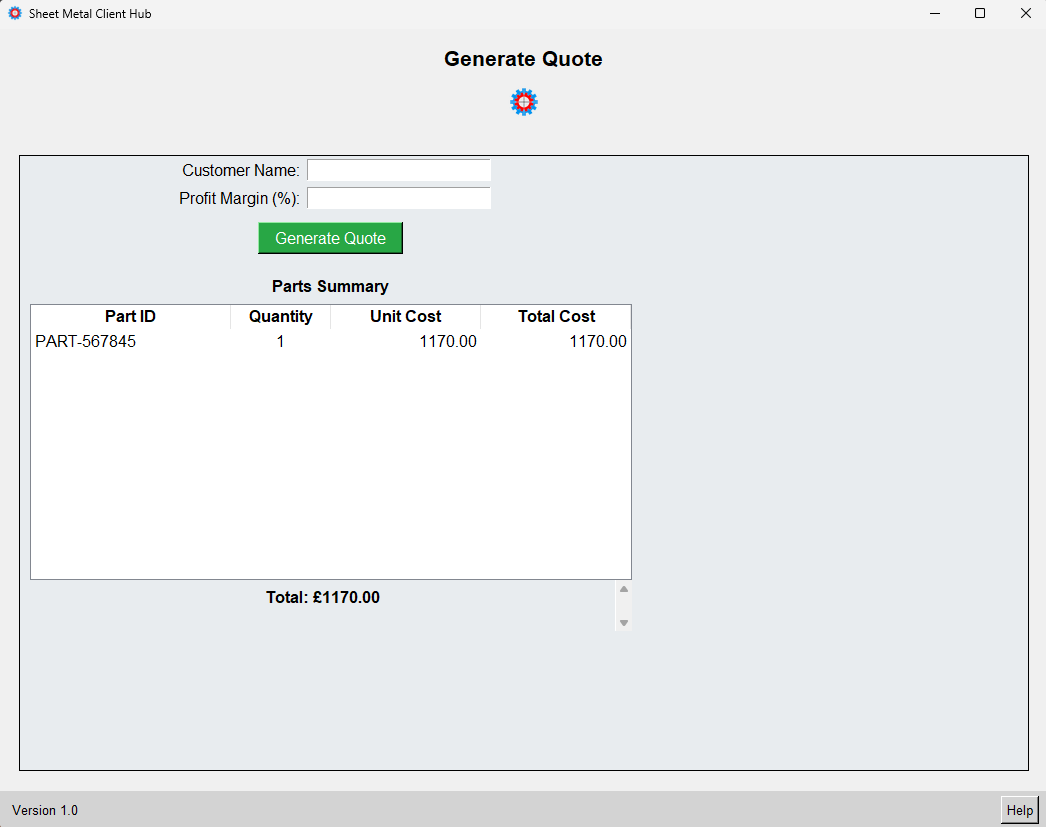 Sheet Metal Client Hub
Generate Quote
Customer Name:
Profit Margin (%):
Generate Quote
Parts Summary
Part ID Quantity Unit Cost Total Cost
PART-567845 1 1170.00 1170.00
Total: £1170.00
Version 1.0 Help